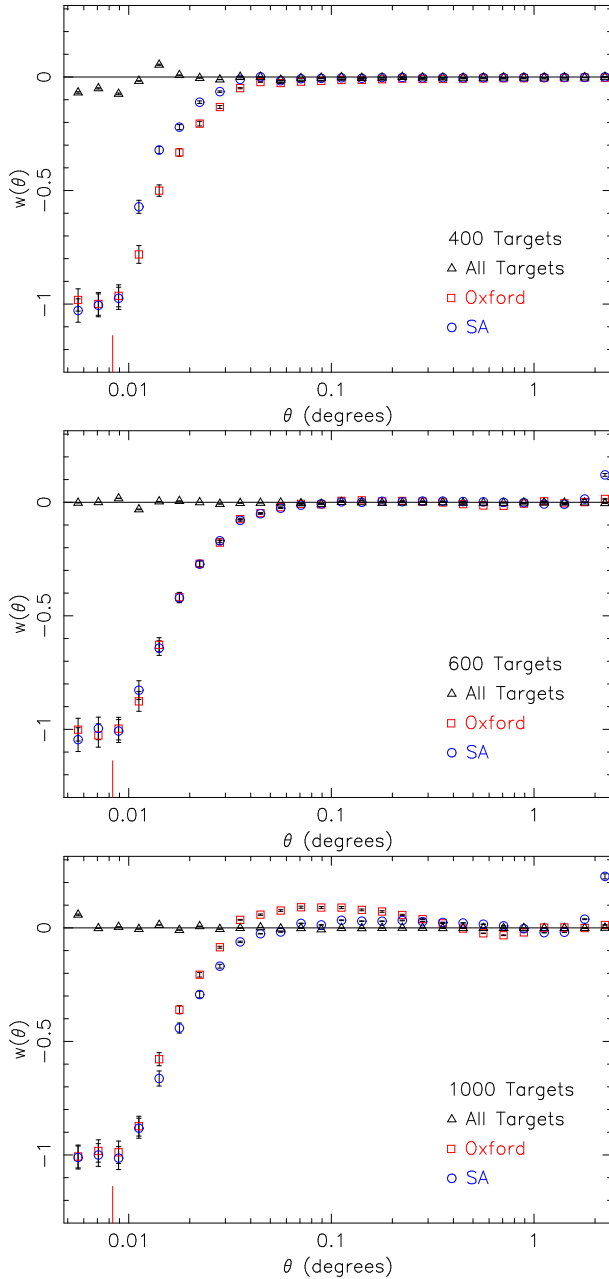 0
−0.5
−1
w(θ)
400 Targets
All Targets
Oxford
SA
0.01
0.1
1
θ (degrees)
0
−0.5
−1
w(θ)
600 Targets
All Targets
Oxford
SA
0.01
0.1
1
θ (degrees)
0
−0.5
−1
w(θ)
1000 Targets
All Targets
Oxford
SA
0.01
0.1
1
θ (degrees)